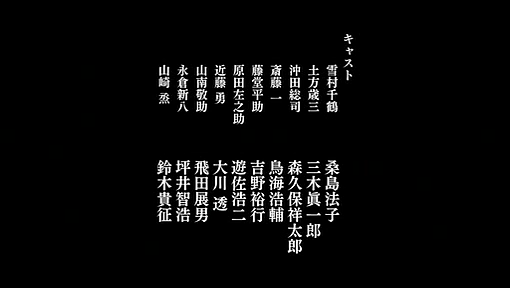 キャスト
雪村千鶴 桑島法子
土方歳三 三木眞一郎
沖田総司 森久保祥太郎
斎藤 一 鳥海浩輔
藤堂平助 吉野裕行
原田左之助 遊佐浩二
近藤 勇 大川 透
山南敬助 飛田展男
永倉新八 坪井智浩
山崎 烝 鈴木貴征